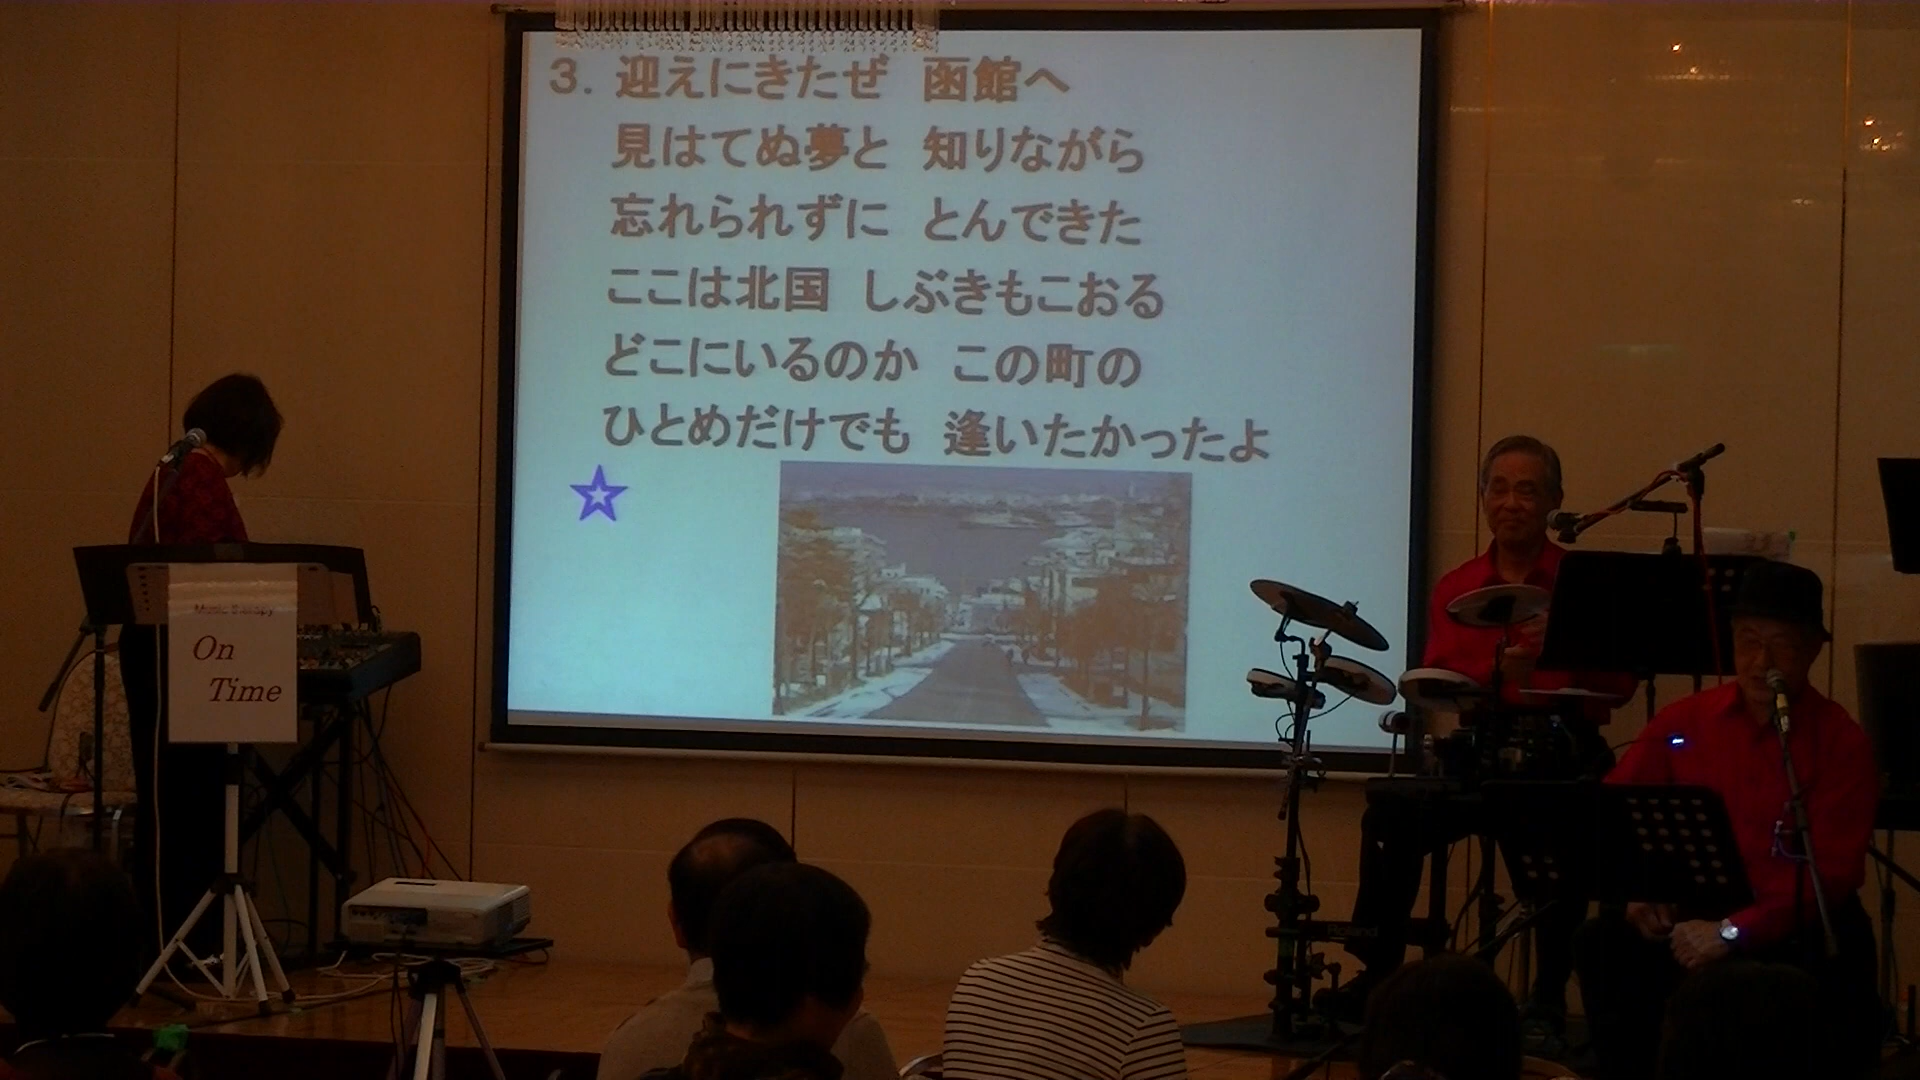 3. 迎えにきたぜ 函館へ
見はてぬ夢と 知りながら
忘れられずに とんできた
ここは北国 しぶきもこおる
どこにいるのか この町の
ひとめだけでも 逢いたかったよ
Music therapy
On
Time
Roland